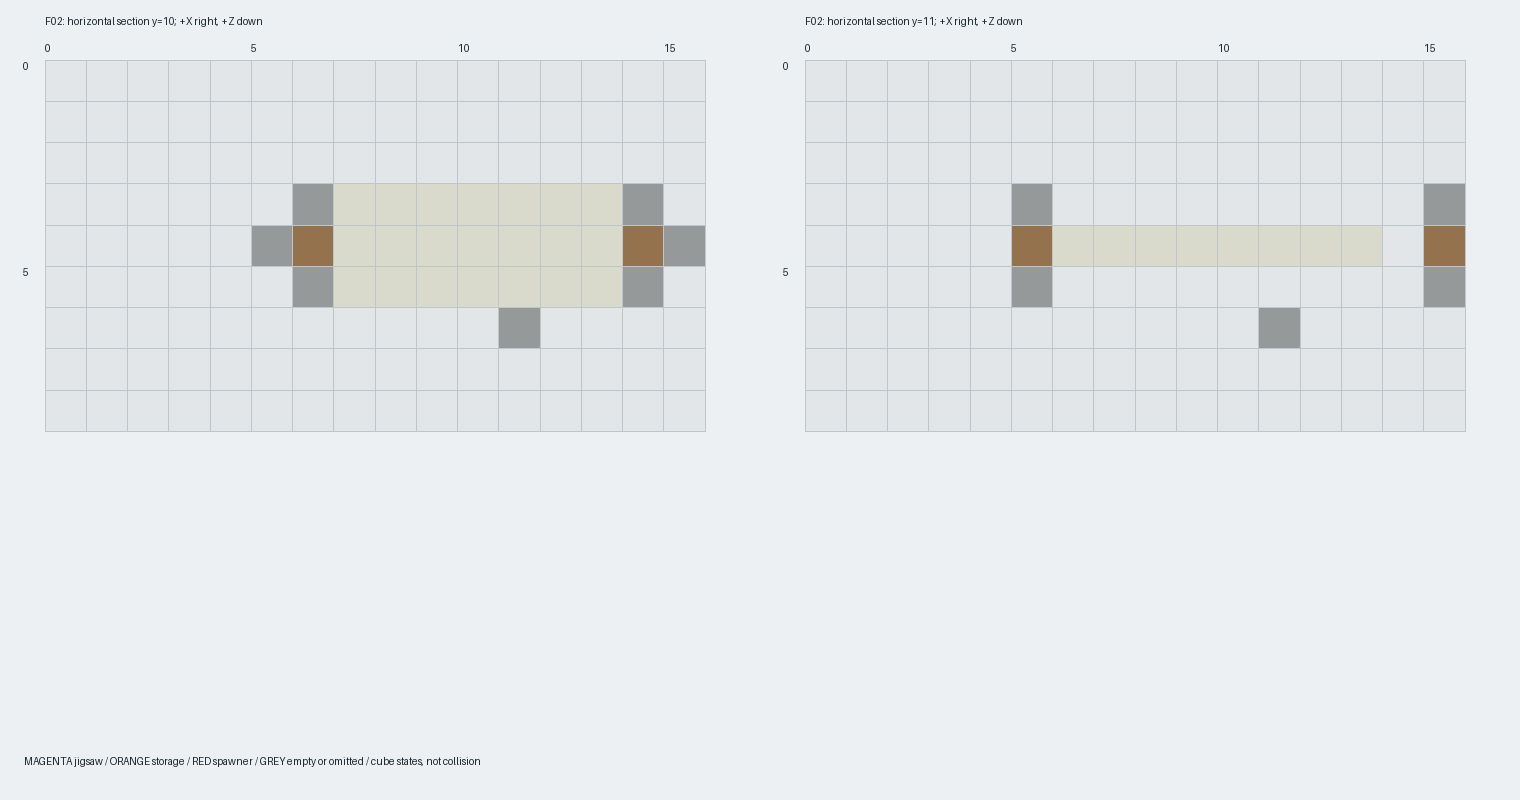 F02: horizontal section y=10; +X right, +Z down
F02: horizontal section y=11; +X right, +Z down
0 5 10 15
0 5 10 15
0
0
5
5
MAGENTA jigsaw / ORANGE storage / RED spawner / GREY empty or omitted / cube states, not collision